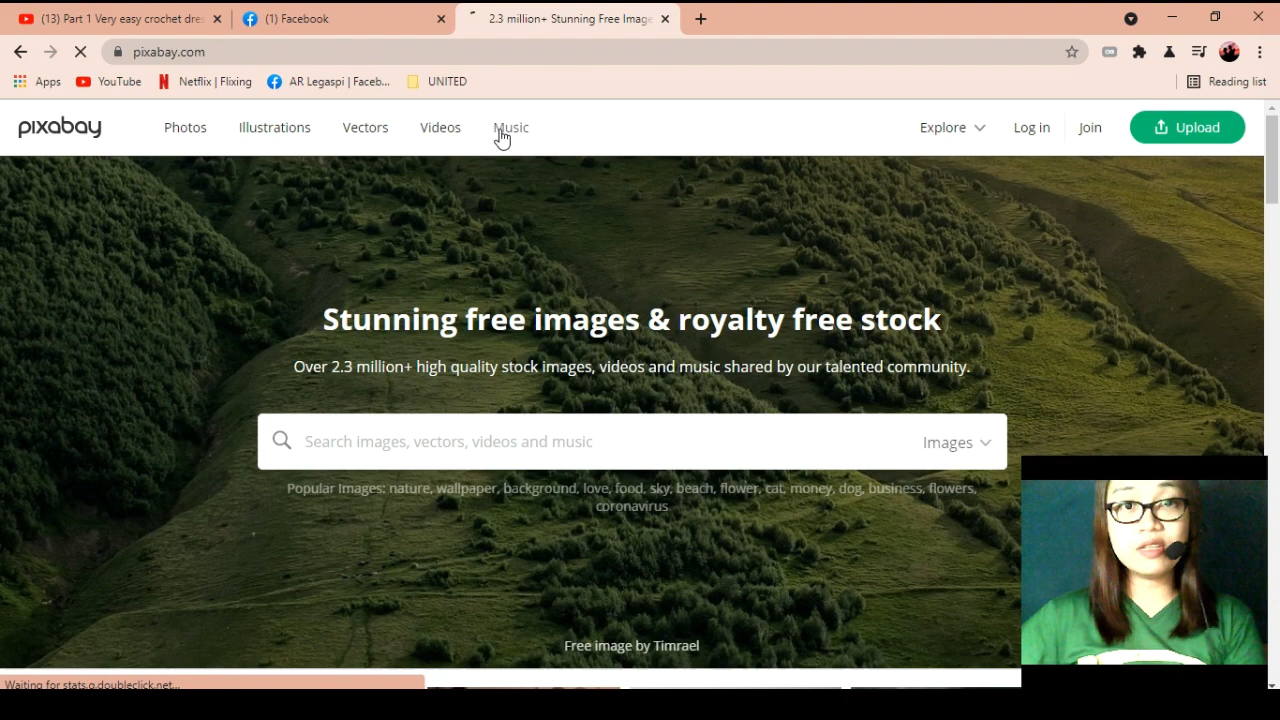 (13) Part 1 Very easy crochet dre
(1) Facebook
2.3 million+ Stunning Free Image
pixabay.com
Apps
YouTube
Netflix | Flixing
AR Legaspi | Faceb...
UNITED
Reading list
pixabay
Photos
Illustrations
Vectors
Videos
Music
Explore
Log in
Join
Upload
Stunning free images & royalty free stock
Over 2.3 million+ high quality stock images, videos and music shared by our talented community.
Search images, vectors, videos and music
Images
Popular Images: nature, wallpaper, background, love, food, sky, beach, flower, cat, money, dog, business, flowers,
coronavirus
Free image by Timrael
Waiting for stats.g.doubleclick.net...